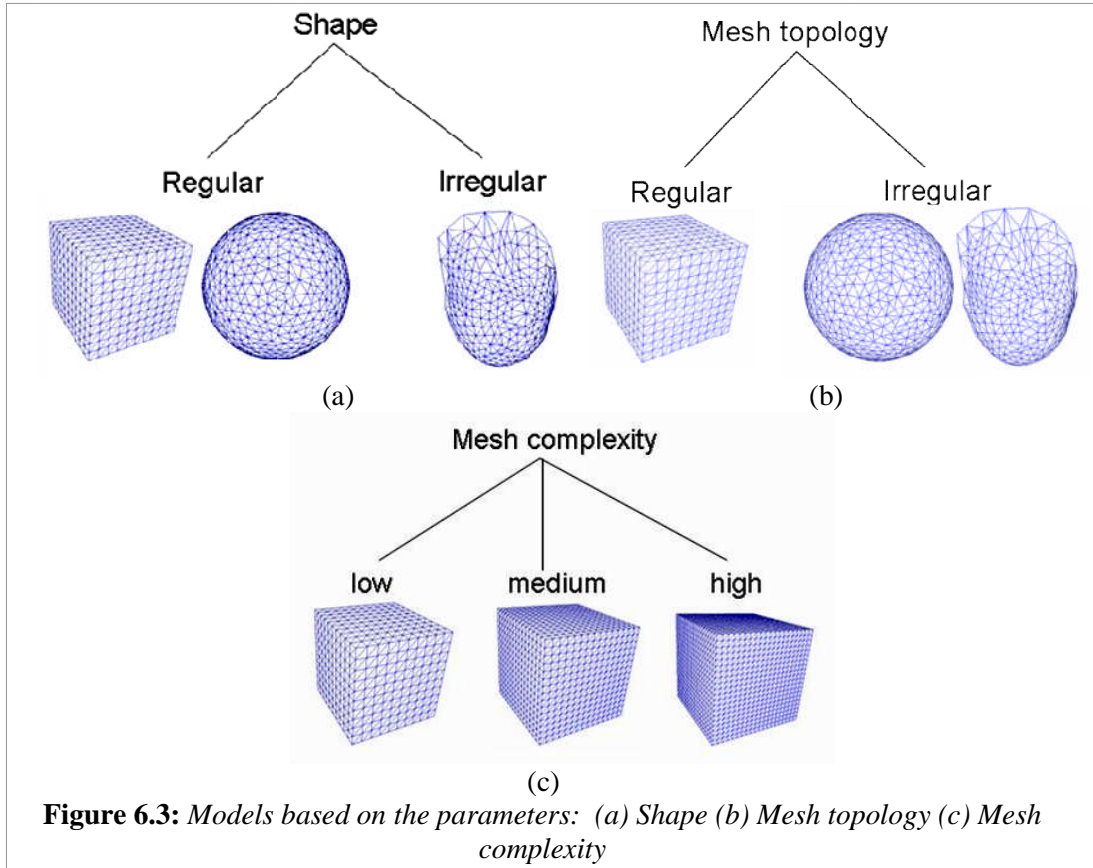 Shape
Mesh topology
Regular
Irregular
Regular
Irregular
(a)
(b)
Mesh complexity
low
medium
high
(c)
Figure 6.3: Models based on the parameters: (a) Shape (b) Mesh topology (c) Mesh
complexity